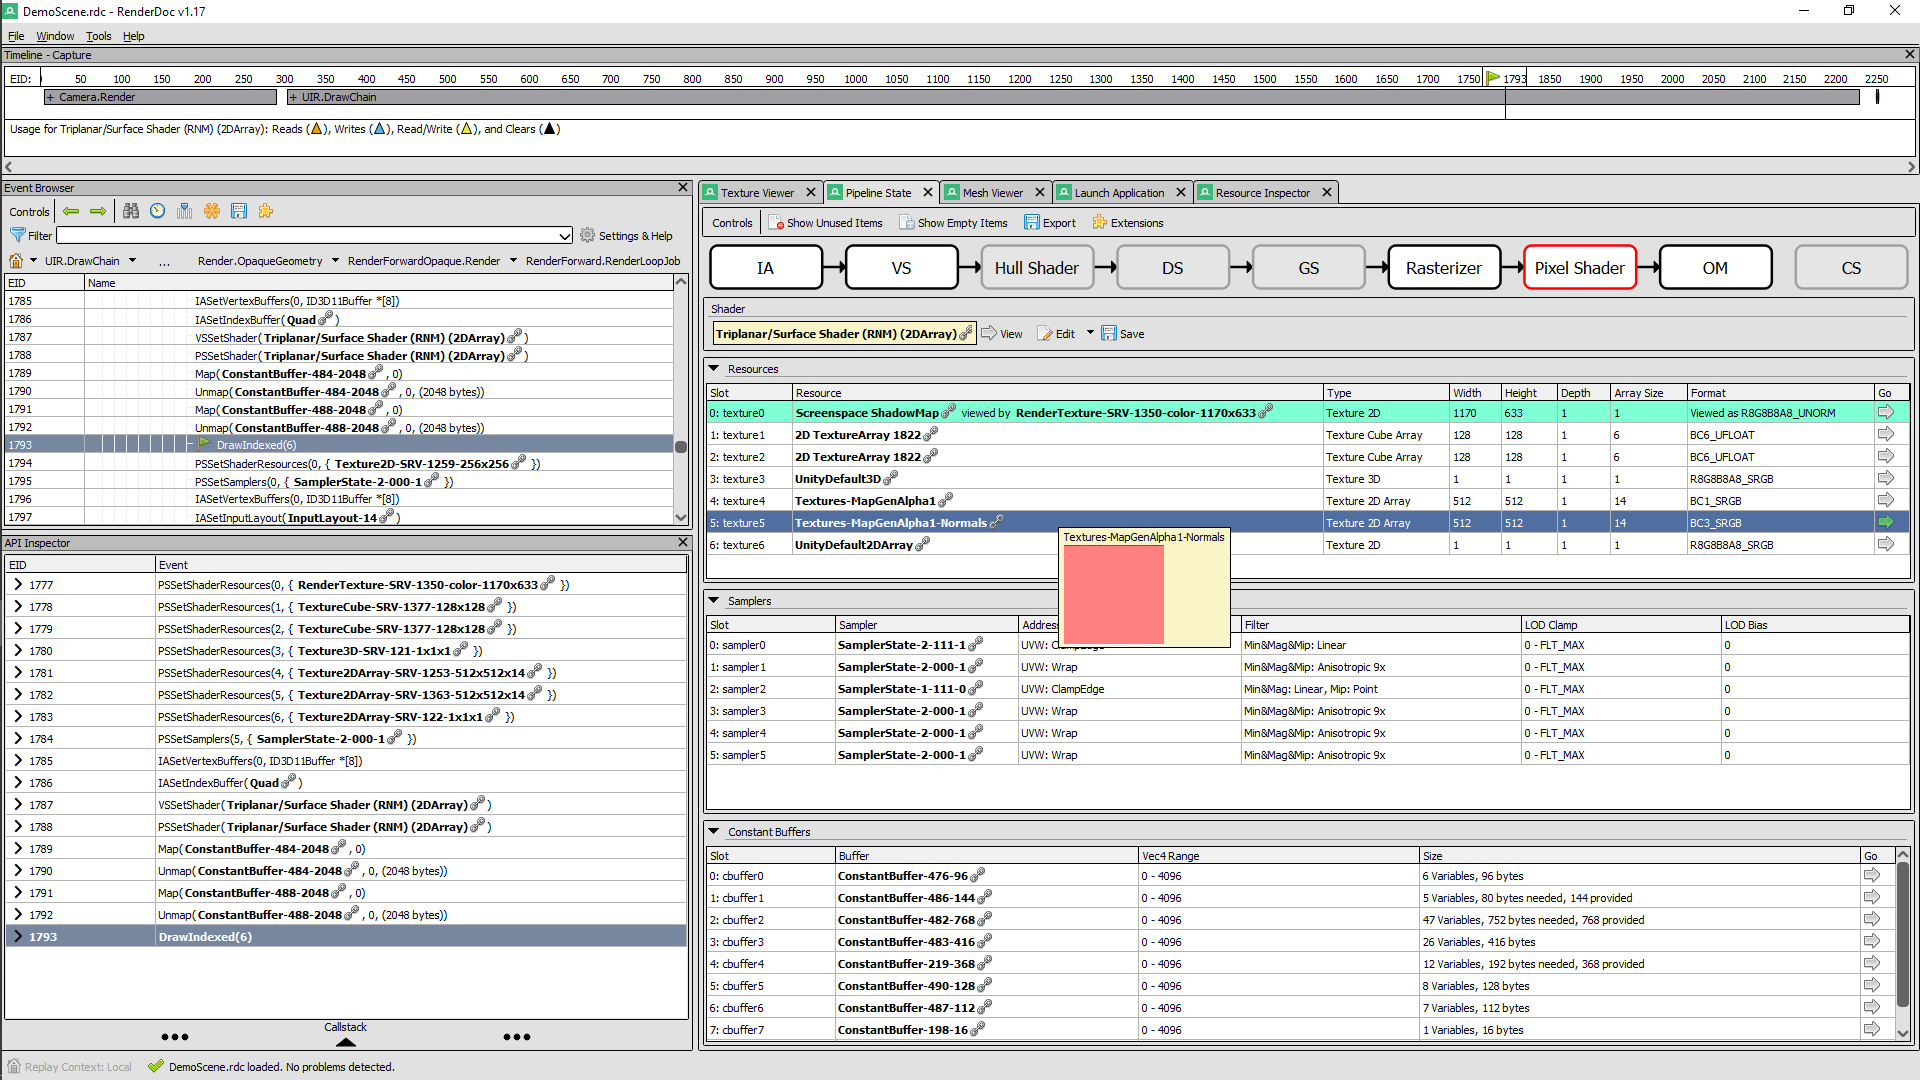 DemoScene.rdc - RenderDoc v1.17
File Window Tools Help
Timeline - Capture
EID: 50 100 150 200 250 300 350 400 450 500 550 600 650 700 750 800 850 900 950 1000 1050 1100 1150 1200 1250 1300 1350 1400 1450 1500 1550 1600 1650 1700 1750 1793 1850 1900 1950 2000 2050 2100 2150 2200 2250
+ Camera.Render + UIR.DrawChain
Usage for Triplanar/Surface Shader (RNM) (2DArray): Reads ( ), Writes ( ), Read/Write ( ), and Clears ( )
Event Browser
Controls
Filter Settings & Help
UIR.DrawChain ... Render.OpaqueGeometry RenderForwardOpaque.Render RenderForward.RenderLoopJob
EID Name
1785 IASetVertexBuffers(0, ID3D11Buffer *[8])
1786 IASetIndexBuffer(Quad )
1787 VSSetShader(Triplanar/Surface Shader (RNM) (2DArray) )
1788 PSSetShader(Triplanar/Surface Shader (RNM) (2DArray) )
1789 Map(ConstantBuffer-484-2048 , 0)
1790 Unmap(ConstantBuffer-484-2048 , 0, (2048 bytes))
1791 Map(ConstantBuffer-488-2048 , 0)
1792 Unmap(ConstantBuffer-488-2048 , 0, (2048 bytes))
1793 DrawIndexed(6)
1794 PSSetShaderResources(0, { Texture2D-SRV-1259-256x256 })
1795 PSSetSamplers(0, { SamplerState-2-000-1 })
1796 IASetVertexBuffers(0, ID3D11Buffer *[8])
1797 IASetInputLayout(InputLayout-14 )
API Inspector
EID Event
1777 PSSetShaderResources(0, { RenderTexture-SRV-1350-color-1170x633 })
1778 PSSetShaderResources(1, { TextureCube-SRV-1377-128x128 })
1779 PSSetShaderResources(2, { TextureCube-SRV-1377-128x128 })
1780 PSSetShaderResources(3, { Texture3D-SRV-121-1x1x1 })
1781 PSSetShaderResources(4, { Texture2DArray-SRV-1253-512x512x14 })
1782 PSSetShaderResources(5, { Texture2DArray-SRV-1363-512x512x14 })
1783 PSSetShaderResources(6, { Texture2DArray-SRV-122-1x1x1 })
1784 PSSetSamplers(5, { SamplerState-2-000-1 })
1785 IASetVertexBuffers(0, ID3D11Buffer *[8])
1786 IASetIndexBuffer(Quad )
1787 VSSetShader(Triplanar/Surface Shader (RNM) (2DArray) )
1788 PSSetShader(Triplanar/Surface Shader (RNM) (2DArray) )
1789 Map(ConstantBuffer-484-2048 , 0)
1790 Unmap(ConstantBuffer-484-2048 , 0, (2048 bytes))
1791 Map(ConstantBuffer-488-2048 , 0)
1792 Unmap(ConstantBuffer-488-2048 , 0, (2048 bytes))
1793 DrawIndexed(6)
Callstack
Texture Viewer Pipeline State Mesh Viewer Launch Application Resource Inspector
Controls Show Unused Items Show Empty Items Export Extensions
IA VS Hull Shader DS GS Rasterizer Pixel Shader OM CS
Shader
Triplanar/Surface Shader (RNM) (2DArray) View Edit Save
Resources
Slot Resource Type Width Height Depth Array Size Format Go
0: texture0 Screenspace ShadowMap viewed by RenderTexture-SRV-1350-color-1170x633 Texture 2D 1170 633 1 1 Viewed as R8G8B8A8_UNORM
1: texture1 2D TextureArray 1822 Texture Cube Array 128 128 1 6 BC6_UFLOAT
2: texture2 2D TextureArray 1822 Texture Cube Array 128 128 1 6 BC6_UFLOAT
3: texture3 UnityDefault3D Texture 3D 1 1 1 1 R8G8B8A8_SRGB
4: texture4 Textures-MapGenAlpha1 Texture 2D Array 512 512 1 14 BC1_SRGB
5: texture5 Textures-MapGenAlpha1-Normals Texture 2D Array 512 512 1 14 BC3_SRGB
6: texture6 UnityDefault2DArray Texture 2D 1 1 1 1 R8G8B8A8_SRGB
Textures-MapGenAlpha1-Normals
Samplers
Slot Sampler Address Filter LOD Clamp LOD Bias
0: sampler0 SamplerState-2-111-1 UVW: ClampEdge Min&Mag&Mip: Linear 0 - FLT_MAX 0
1: sampler1 SamplerState-2-000-1 UVW: Wrap Min&Mag&Mip: Anisotropic 9x 0 - FLT_MAX 0
2: sampler2 SamplerState-1-111-0 UVW: ClampEdge Min&Mag: Linear, Mip: Point 0 - FLT_MAX 0
3: sampler3 SamplerState-2-000-1 UVW: Wrap Min&Mag&Mip: Anisotropic 9x 0 - FLT_MAX 0
4: sampler4 SamplerState-2-000-1 UVW: Wrap Min&Mag&Mip: Anisotropic 9x 0 - FLT_MAX 0
5: sampler5 SamplerState-2-000-1 UVW: Wrap Min&Mag&Mip: Anisotropic 9x 0 - FLT_MAX 0
Constant Buffers
Slot Buffer Vec4 Range Size Go
0: cbuffer0 ConstantBuffer-476-96 0 - 4096 6 Variables, 96 bytes
1: cbuffer1 ConstantBuffer-486-144 0 - 4096 5 Variables, 80 bytes needed, 144 provided
2: cbuffer2 ConstantBuffer-482-768 0 - 4096 47 Variables, 752 bytes needed, 768 provided
3: cbuffer3 ConstantBuffer-483-416 0 - 4096 26 Variables, 416 bytes
4: cbuffer4 ConstantBuffer-219-368 0 - 4096 12 Variables, 192 bytes needed, 368 provided
5: cbuffer5 ConstantBuffer-490-128 0 - 4096 8 Variables, 128 bytes
6: cbuffer6 ConstantBuffer-487-112 0 - 4096 7 Variables, 112 bytes
7: cbuffer7 ConstantBuffer-198-16 0 - 4096 1 Variables, 16 bytes
Replay Context: Local DemoScene.rdc loaded. No problems detected.